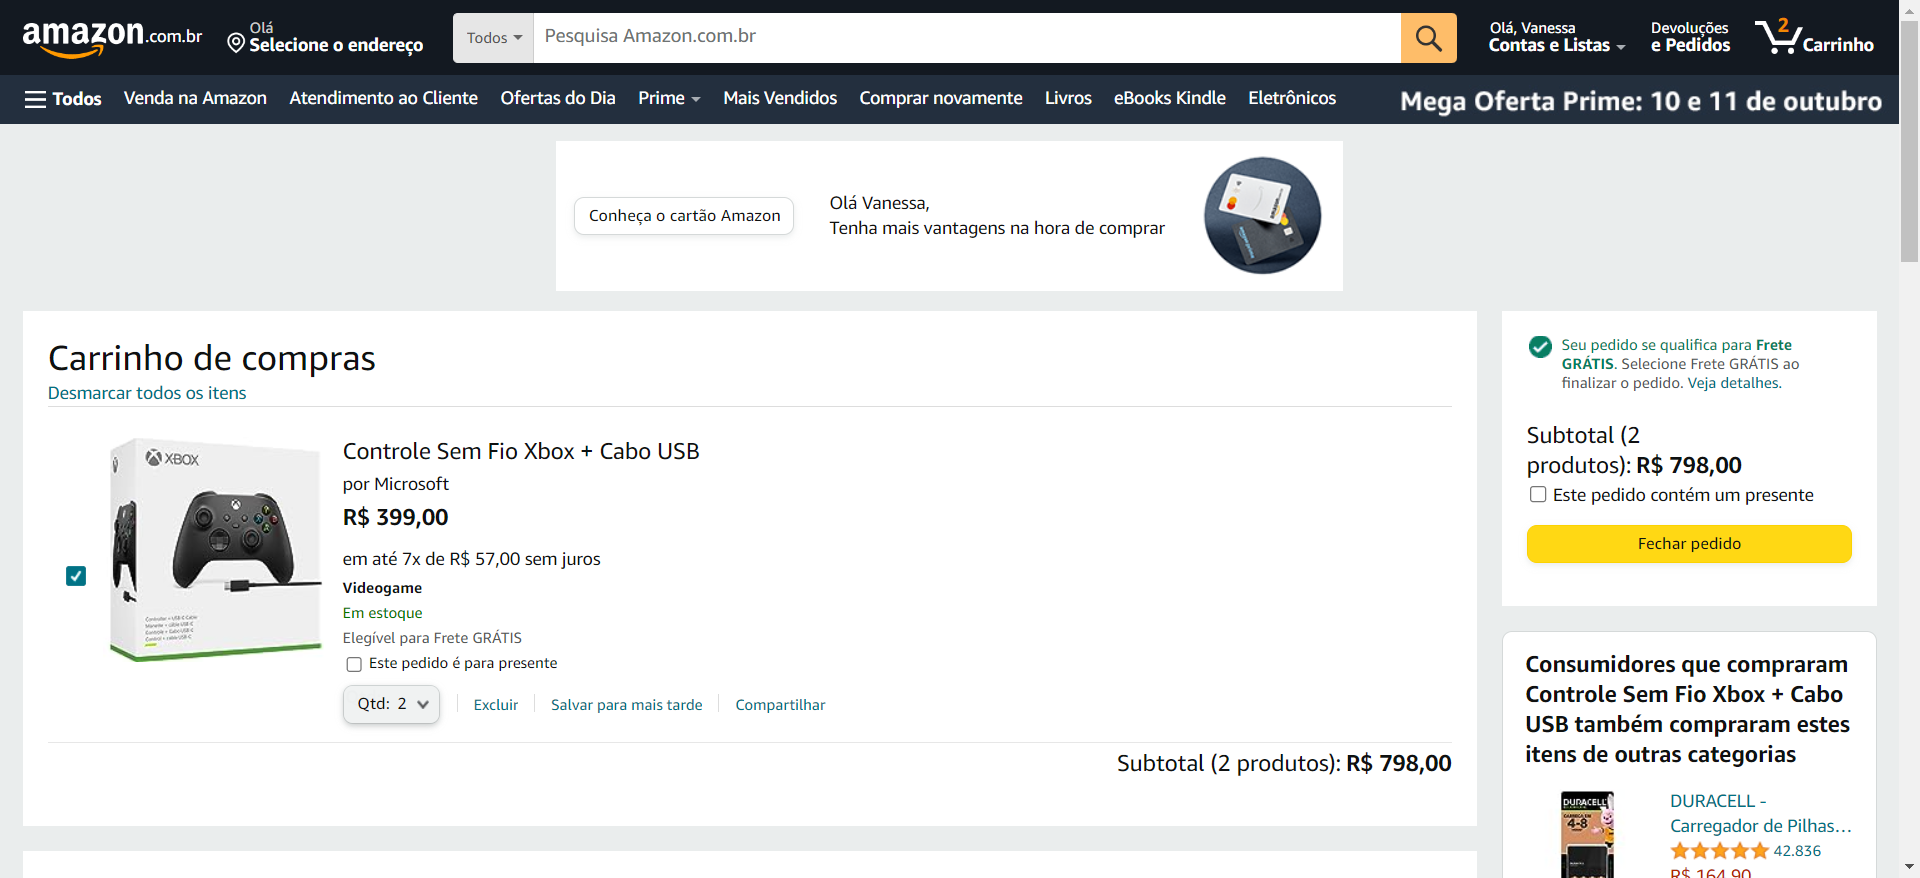 amazon.com.br
Olá
Selecione o endereço
Todos
Pesquisa Amazon.com.br
Olá, Vanessa
Contas e Listas
Devoluções
e Pedidos
2
Carrinho
Todos
Venda na Amazon
Atendimento ao Cliente
Ofertas do Dia
Prime
Mais Vendidos
Comprar novamente
Livros
eBooks Kindle
Eletrônicos
Mega Oferta Prime: 10 e 11 de outubro
Conheça o cartão Amazon
Olá Vanessa,
Tenha mais vantagens na hora de comprar
Carrinho de compras
Desmarcar todos os itens
XBOX
Controle Sem Fio Xbox + Cabo USB
por Microsoft
R$ 399,00
em até 7x de R$ 57,00 sem juros
Videogame
Em estoque
Elegível para Frete GRÁTIS
Este pedido é para presente
Qtd: 2
Excluir
Salvar para mais tarde
Compartilhar
Subtotal (2 produtos): R$ 798,00
Seu pedido se qualifica para Frete
GRÁTIS. Selecione Frete GRÁTIS ao
finalizar o pedido. Veja detalhes.
Subtotal (2
produtos): R$ 798,00
Este pedido contém um presente
Fechar pedido
Consumidores que compraram
Controle Sem Fio Xbox + Cabo
USB também compraram estes
itens de outras categorias
DURACELL
4-8
DURACELL -
Carregador de Pilhas...
42.836
R$ 164,90